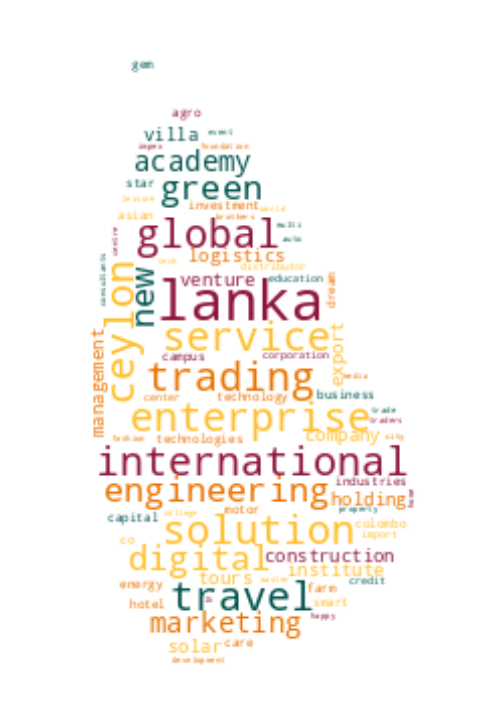 gem
agro
villa event
impex foundation
academy
star green
leisure investment world
asian brothers
global multi
centre auto
logistics
tech distributor
consultants new venture education dream
ceylon lanka
service export
campus corporation
management trading media
center technology business
enterprise trade
traders
fashion technologies company city
international
industries
engineering holding home
motor property
capital college
solution colombo
co import
digital construction
tours institute
energy master credit
farm
hotel travel smart
lk
happy
marketing
solar care
development